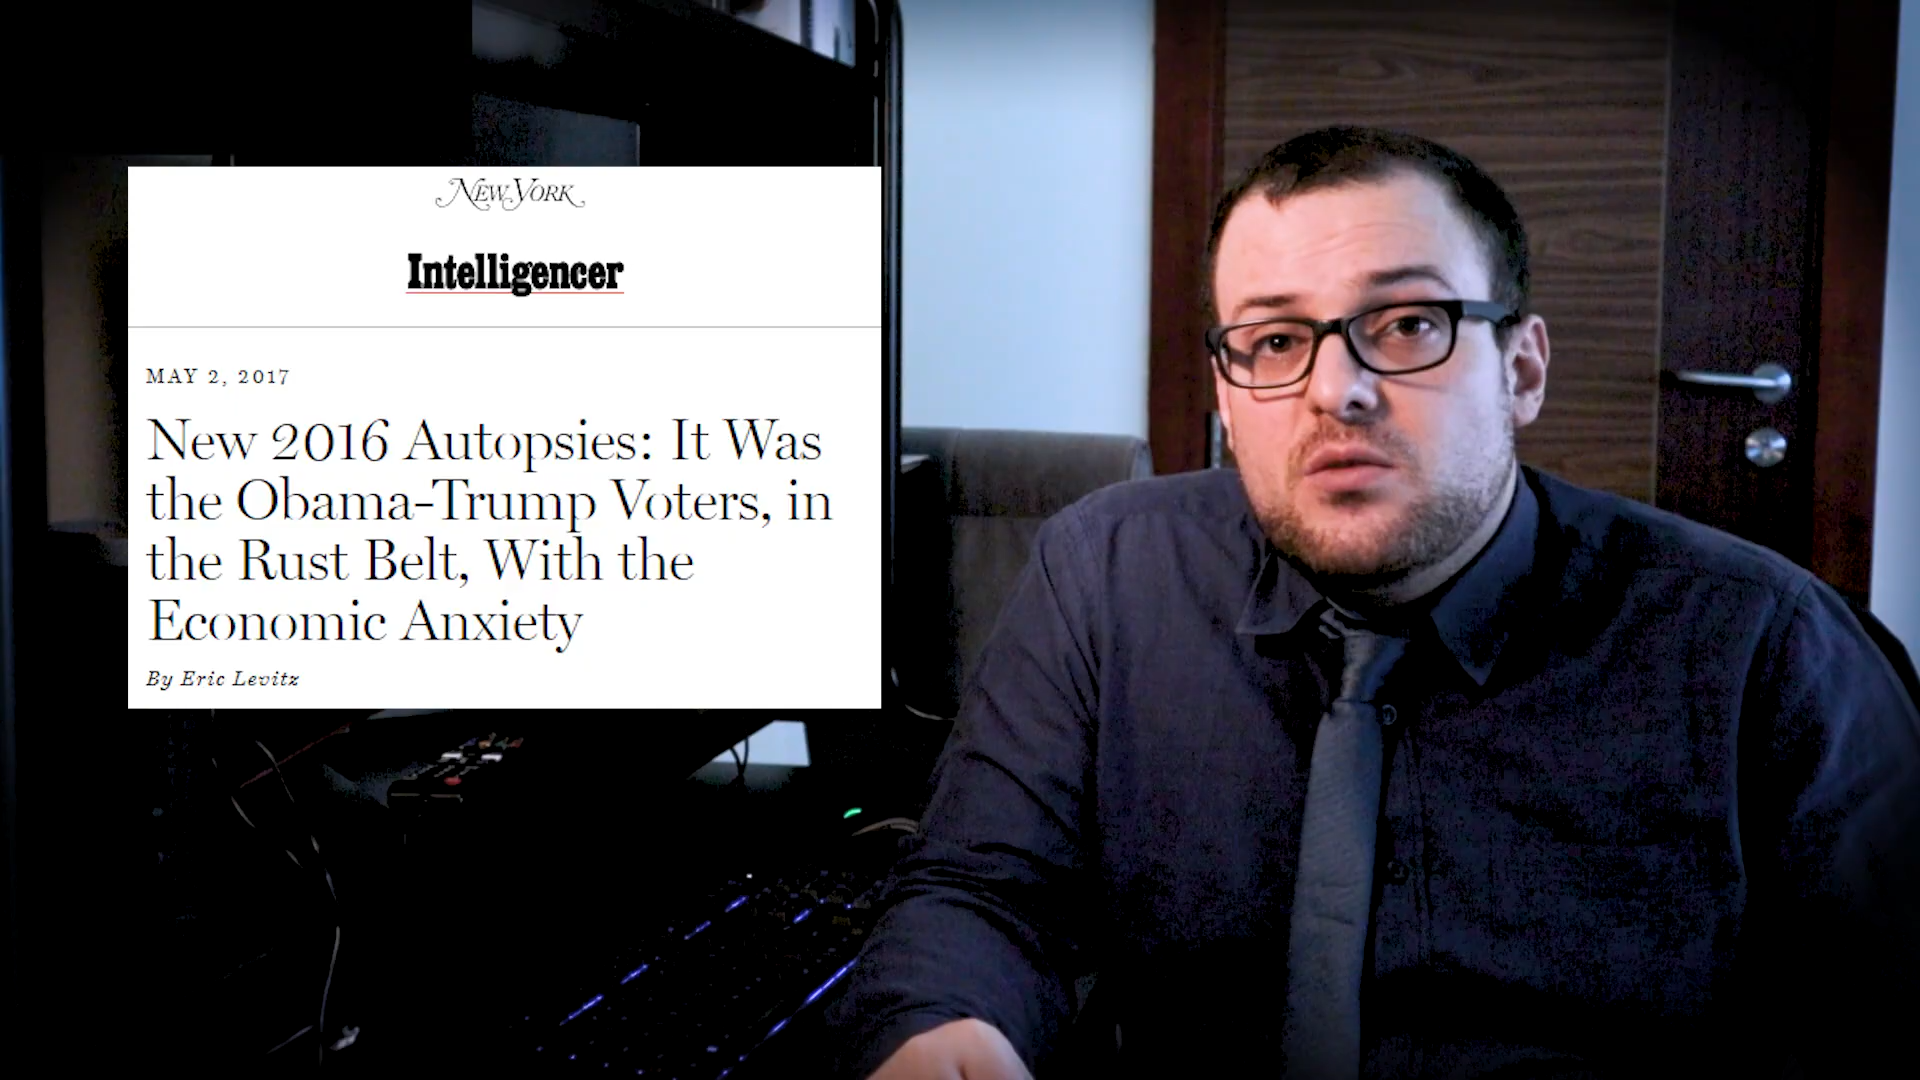 NEW YORK
Intelligencer
MAY 2, 2017
New 2016 Autopsies: It Was
the Obama-Trump Voters, in
the Rust Belt, With the
Economic Anxiety
By Eric Levitz